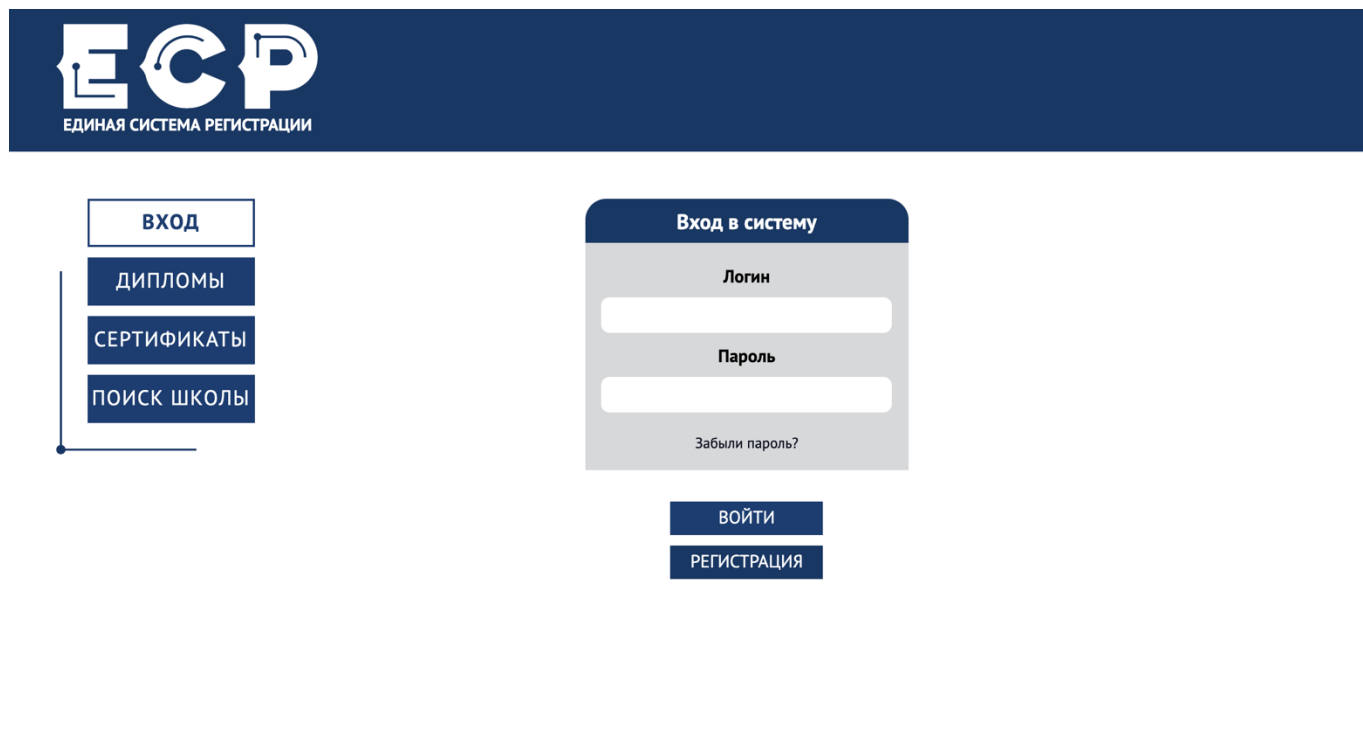 ЕСР
ЕДИНАЯ СИСТЕМА РЕГИСТРАЦИИ
ВХОД
ДИПЛОМЫ
СЕРТИФИКАТЫ
ПОИСК ШКОЛЫ
Вход в систему
Логин
Пароль
Забыли пароль?
ВОЙТИ
РЕГИСТРАЦИЯ